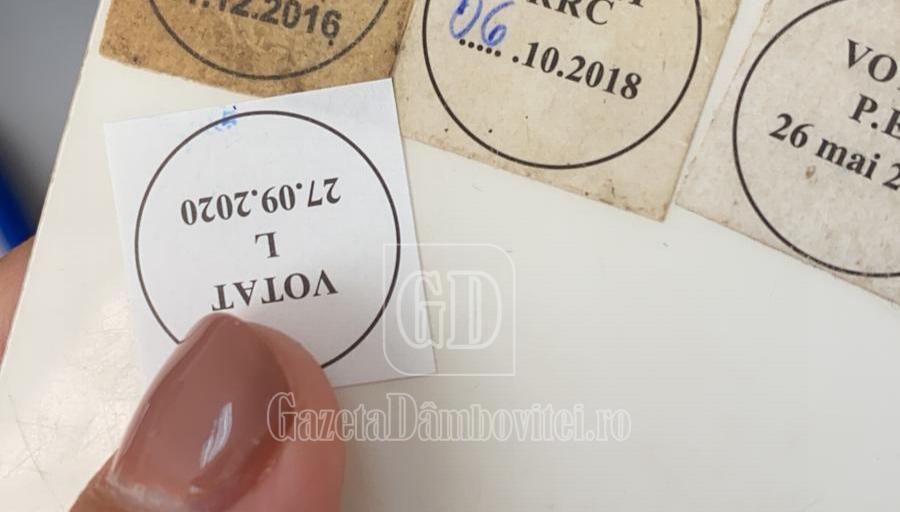 .12.2016
RRC
06 .10.2018
VO
P.E
26 mai 2
VOTAT
L
27.09.2020
GD
GazetaDâmbovitei.ro